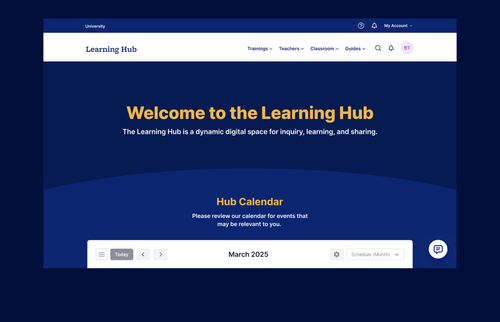 University
My Account
Learning Hub
Trainings
Teachers
Classroom
Guides
BT
Welcome to the Learning Hub
The Learning Hub is a dynamic digital space for inquiry, learning, and sharing.
Hub Calendar
Please review our calendar for events that
may be relevant to you.
Today
March 2025
Schedule (Month)